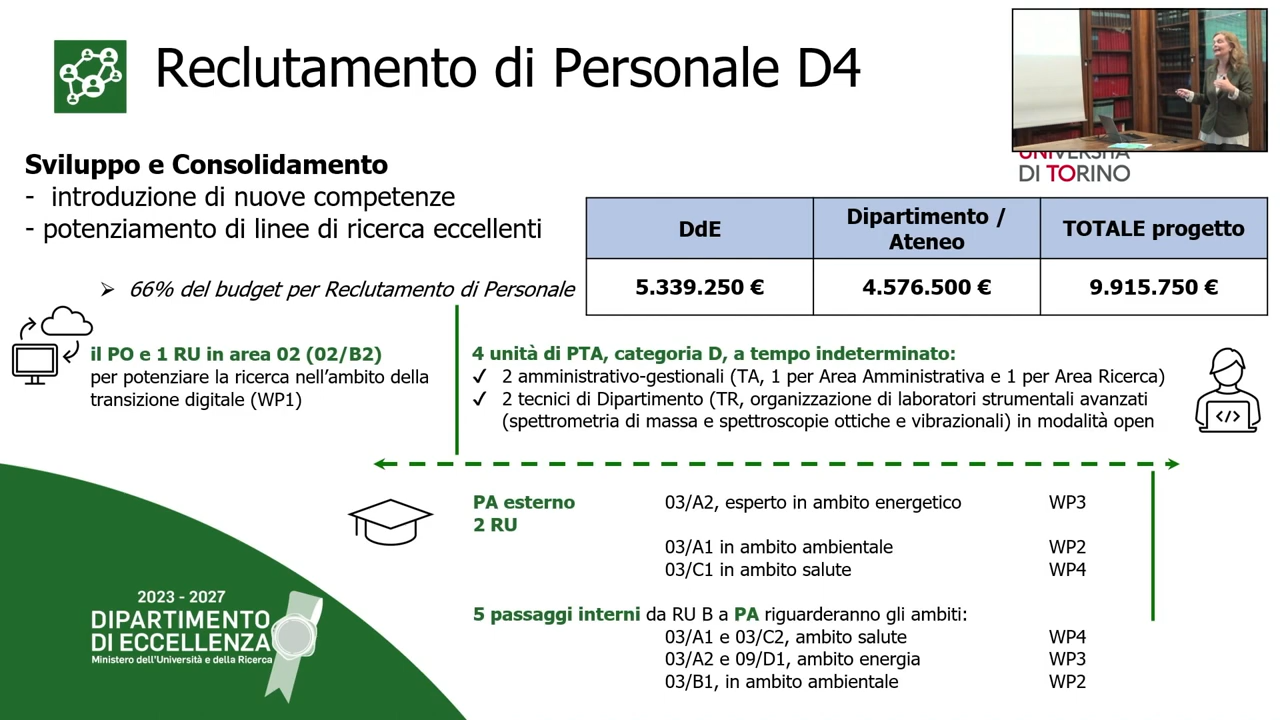 Reclutamento di Personale D4
UNIVERSITÀ
DI TORINO
Sviluppo e Consolidamento
- introduzione di nuove competenze
- potenziamento di linee di ricerca eccellenti
➢ 66% del budget per Reclutamento di Personale
DdE
Dipartimento /
Ateneo
TOTALE progetto
5.339.250 €
4.576.500 €
9.915.750 €
il PO e 1 RU in area 02 (02/B2)
per potenziare la ricerca nell'ambito della
transizione digitale (WP1)
4 unità di PTA, categoria D, a tempo indeterminato:
✓ 2 amministrativo-gestionali (TA, 1 per Area Amministrativa e 1 per Area Ricerca)
✓ 2 tecnici di Dipartimento (TR, organizzazione di laboratori strumentali avanzati
(spettrometria di massa e spettroscopie ottiche e vibrazionali) in modalità open
</>
PA esterno 03/A2, esperto in ambito energetico WP3
2 RU
03/A1 in ambito ambientale WP2
03/C1 in ambito salute WP4
5 passaggi interni da RU B a PA riguarderanno gli ambiti:
03/A1 e 03/C2, ambito salute WP4
03/A2 e 09/D1, ambito energia WP3
03/B1, in ambito ambientale WP2
2023 - 2027
DIPARTIMENTO
DI ECCELLENZA
Ministero dell'Università e della Ricerca